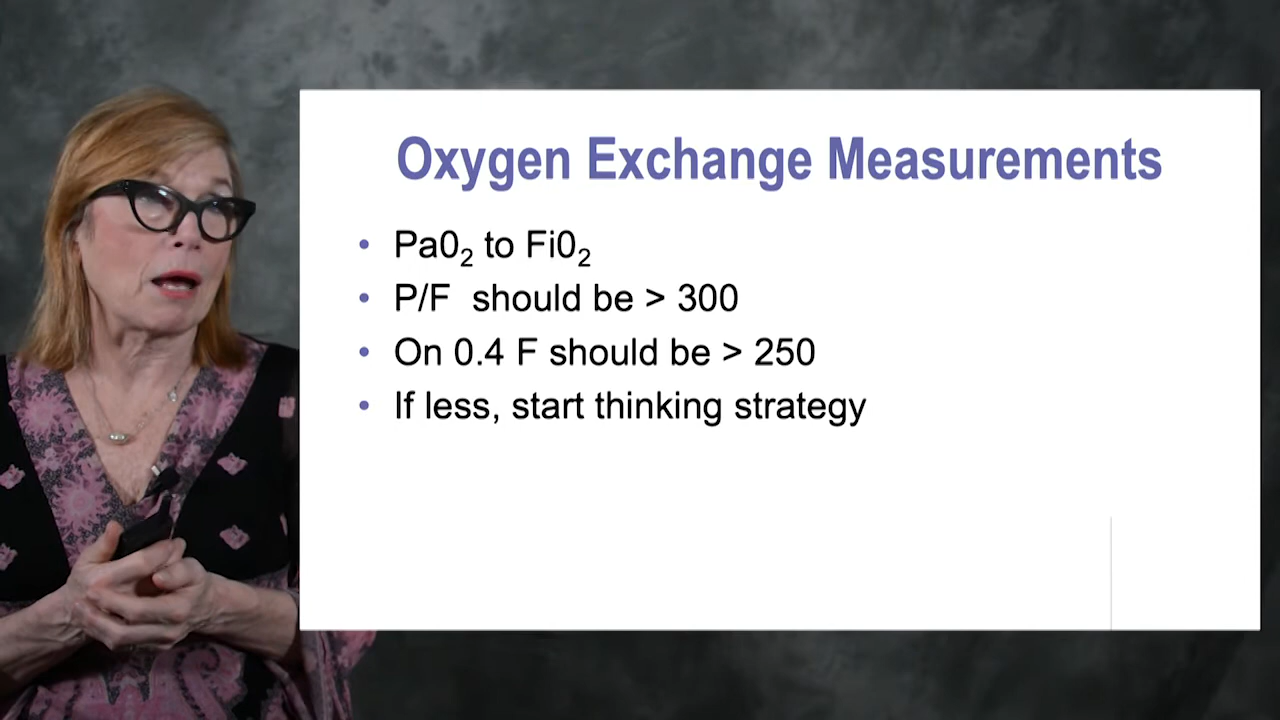 Oxygen Exchange Measurements
• Pa0₂ to Fi0₂
• P/F  should be > 300
• On 0.4 F should be > 250
• If less, start thinking strategy